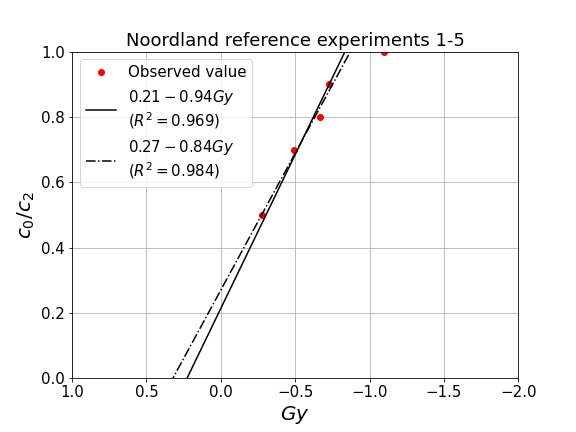 Noordland reference experiments 1-5
Observed value
0.21 − 0.94Gy
(R² = 0.969)
0.27 − 0.84Gy
(R² = 0.984)
c₀/c₂
1.0
0.8
0.6
0.4
0.2
0.0
1.0 0.5 0.0 −0.5 −1.0 −1.5 −2.0
Gy